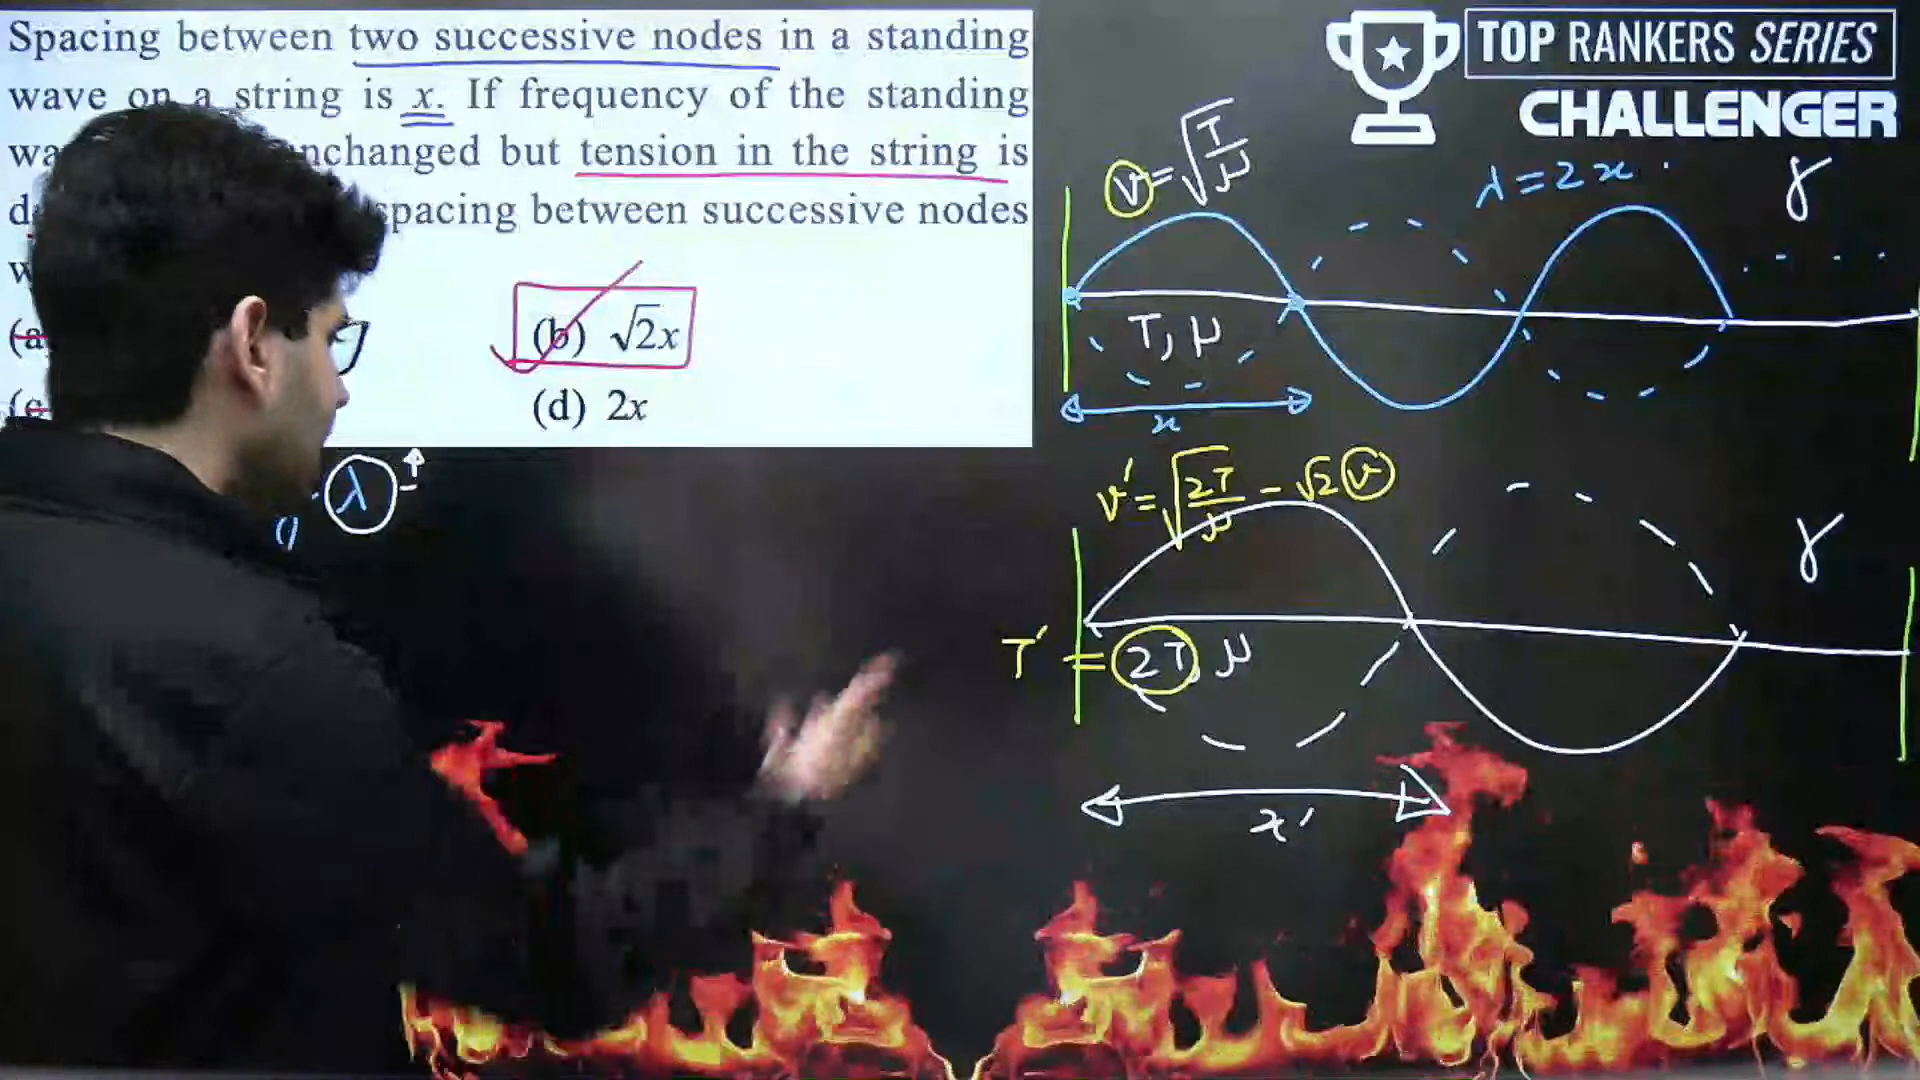 Spacing between two successive nodes in a standing
wave on a string is x. If frequency of the standing
nchanged but tension in the string is
spacing between successive nodes
(b) √2x
(d) 2x
TOP RANKERS SERIES
CHALLENGER
v = √T/μ
λ = 2x
T, μ
x
λ ↑
v' = √2T/μ - √2 v
T' = 2T, μ
x'